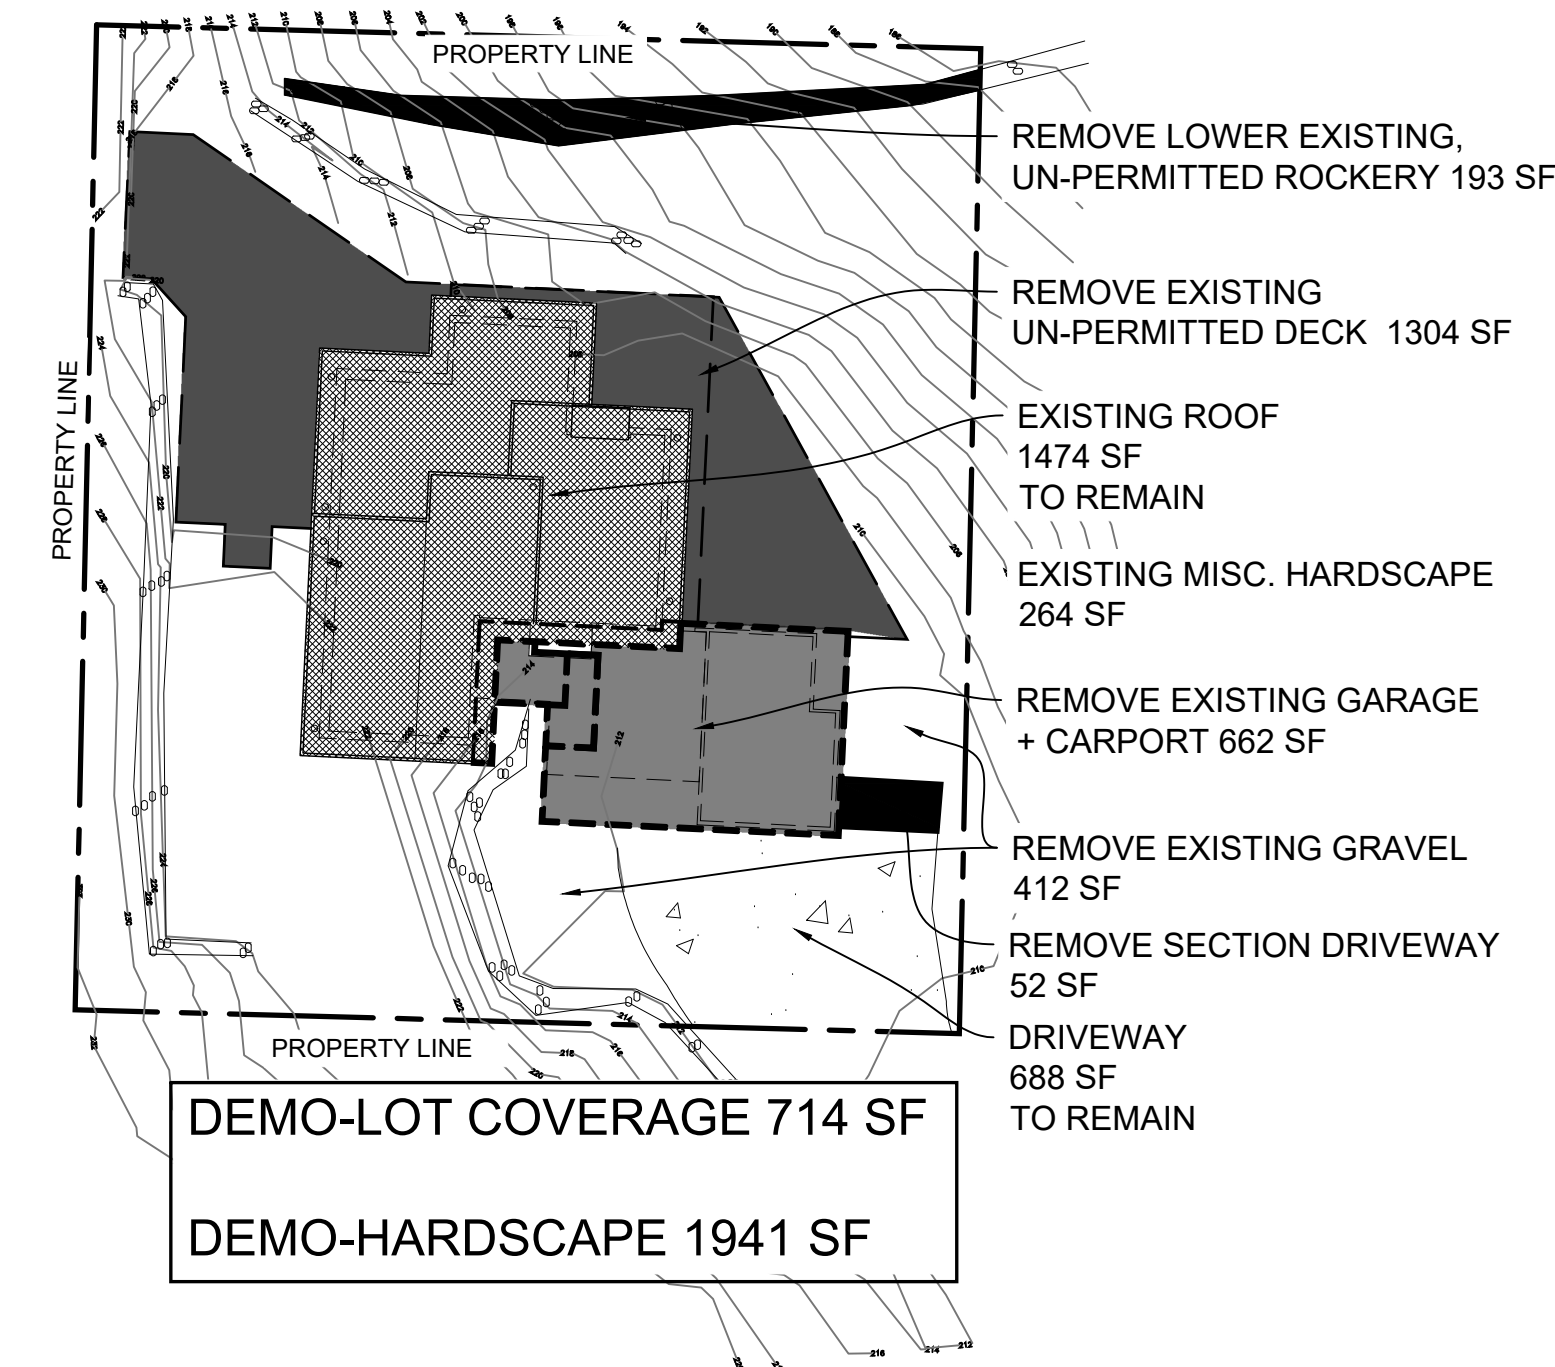 PROPERTY LINE
REMOVE LOWER EXISTING,
UN-PERMITTED ROCKERY 193 SF
REMOVE EXISTING
UN-PERMITTED DECK 1304 SF
PROPERTY LINE
EXISTING ROOF
1474 SF
TO REMAIN
EXISTING MISC. HARDSCAPE
264 SF
REMOVE EXISTING GARAGE
+ CARPORT 662 SF
REMOVE EXISTING GRAVEL
412 SF
REMOVE SECTION DRIVEWAY
52 SF
DRIVEWAY
688 SF
TO REMAIN
PROPERTY LINE
DEMO-LOT COVERAGE 714 SF
DEMO-HARDSCAPE 1941 SF
216
214
212